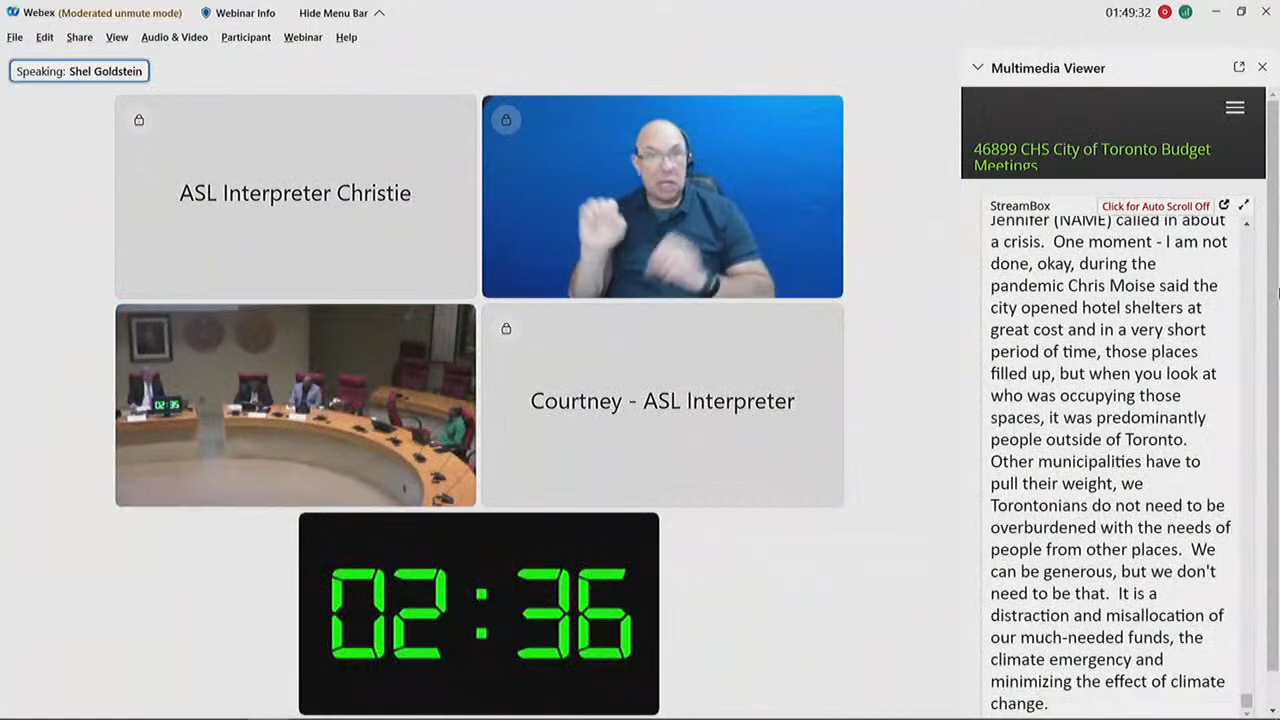 Webex (Moderated unmute mode) Webinar Info Hide Menu Bar 01:49:32
File Edit Share View Audio & Video Participant Webinar Help
Speaking: Shel Goldstein
Multimedia Viewer
ASL Interpreter Christie
02:35
Courtney - ASL Interpreter
02:36
46899 CHS City of Toronto Budget
Meetings
StreamBox Click for Auto Scroll Off
Jennifer (NAME) called in about
a crisis. One moment - I am not
done, okay, during the
pandemic Chris Moise said the
city opened hotel shelters at
great cost and in a very short
period of time, those places
filled up, but when you look at
who was occupying those
spaces, it was predominantly
people outside of Toronto.
Other municipalities have to
pull their weight, we
Torontonians do not need to be
overburdened with the needs of
people from other places. We
can be generous, but we don't
need to be that. It is a
distraction and misallocation of
our much-needed funds, the
climate emergency and
minimizing the effect of climate
change.